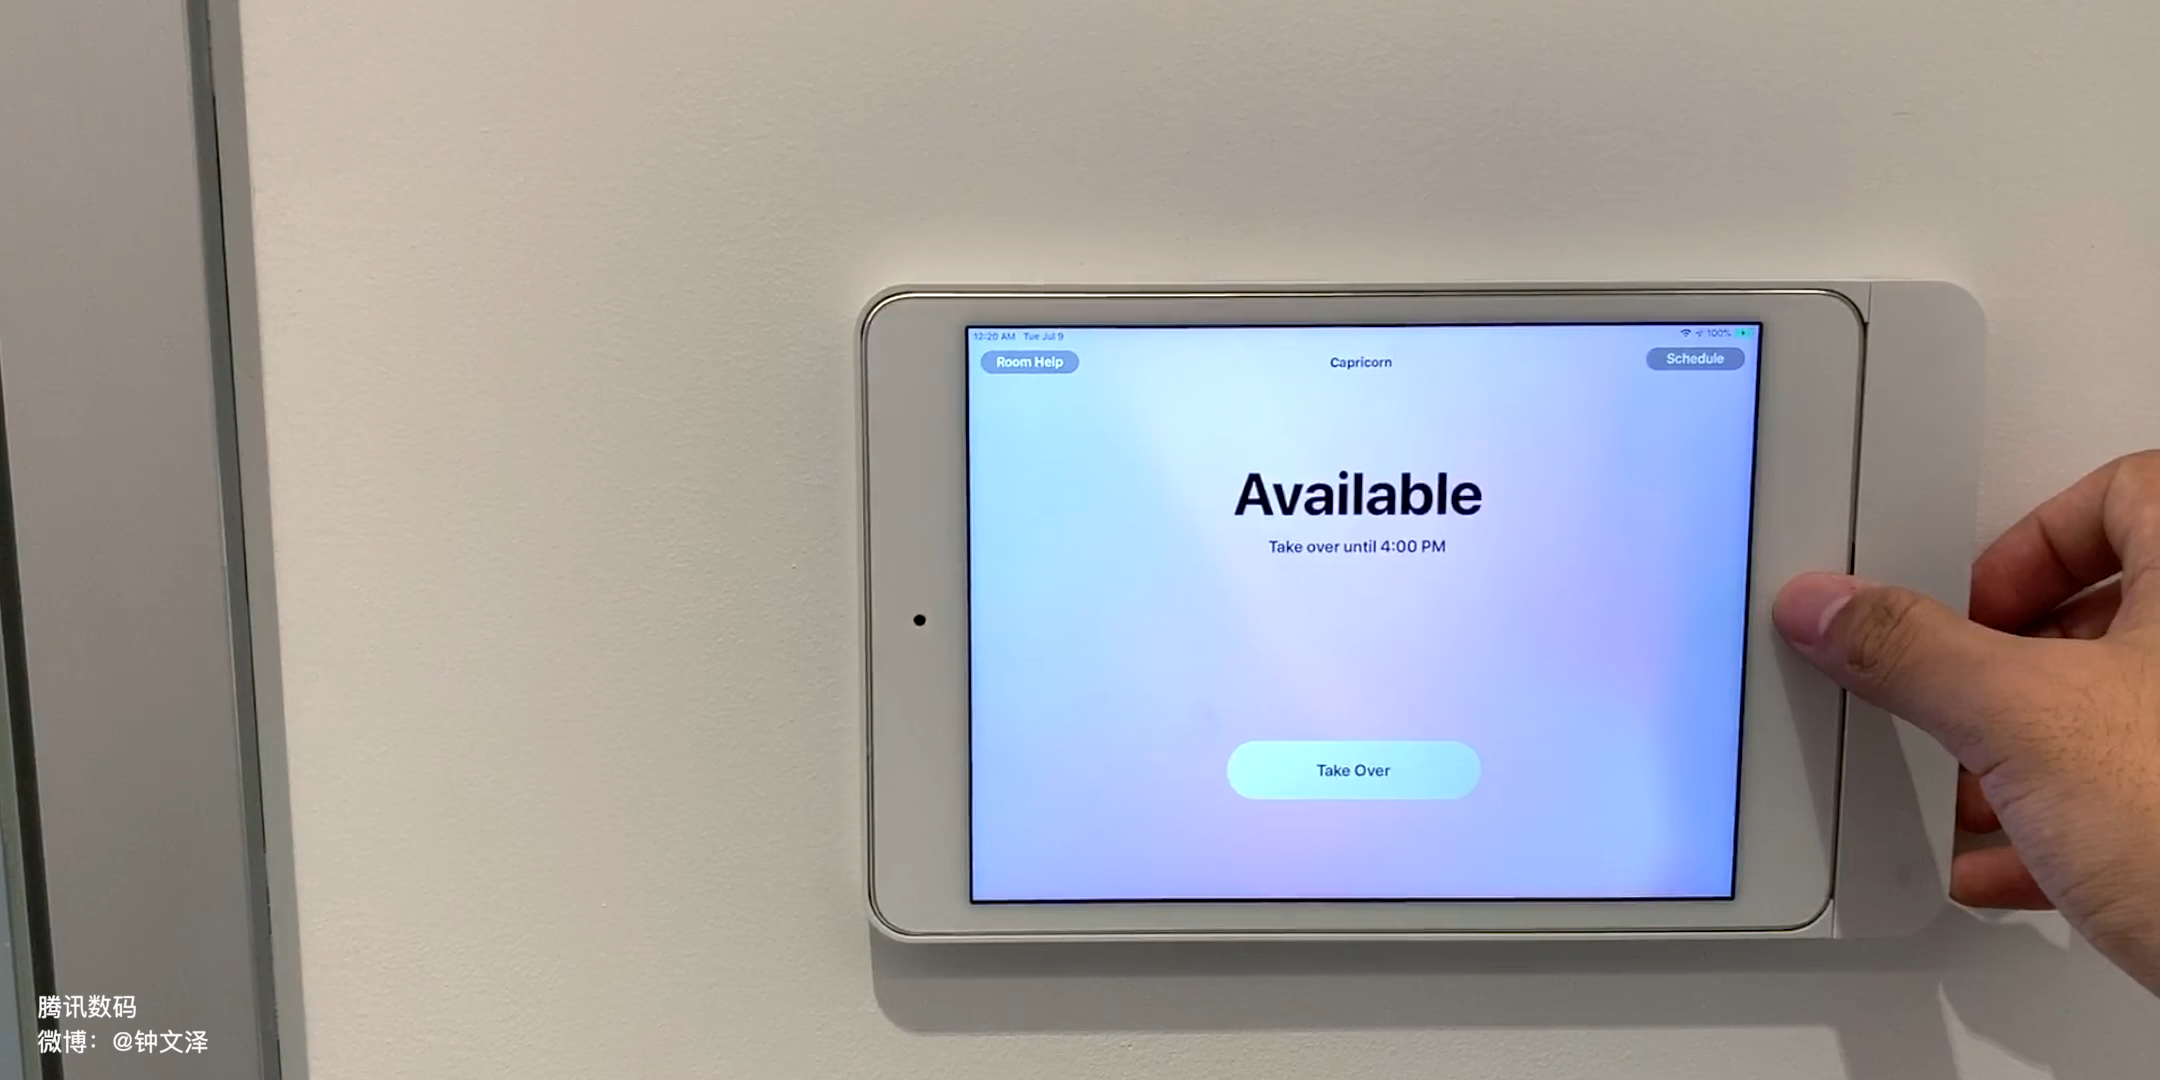 12:20 AM Tue Jul 9
100%
Room Help
Capricorn
Schedule
Available
Take over until 4:00 PM
Take Over
腾讯数码
微博：@钟文泽